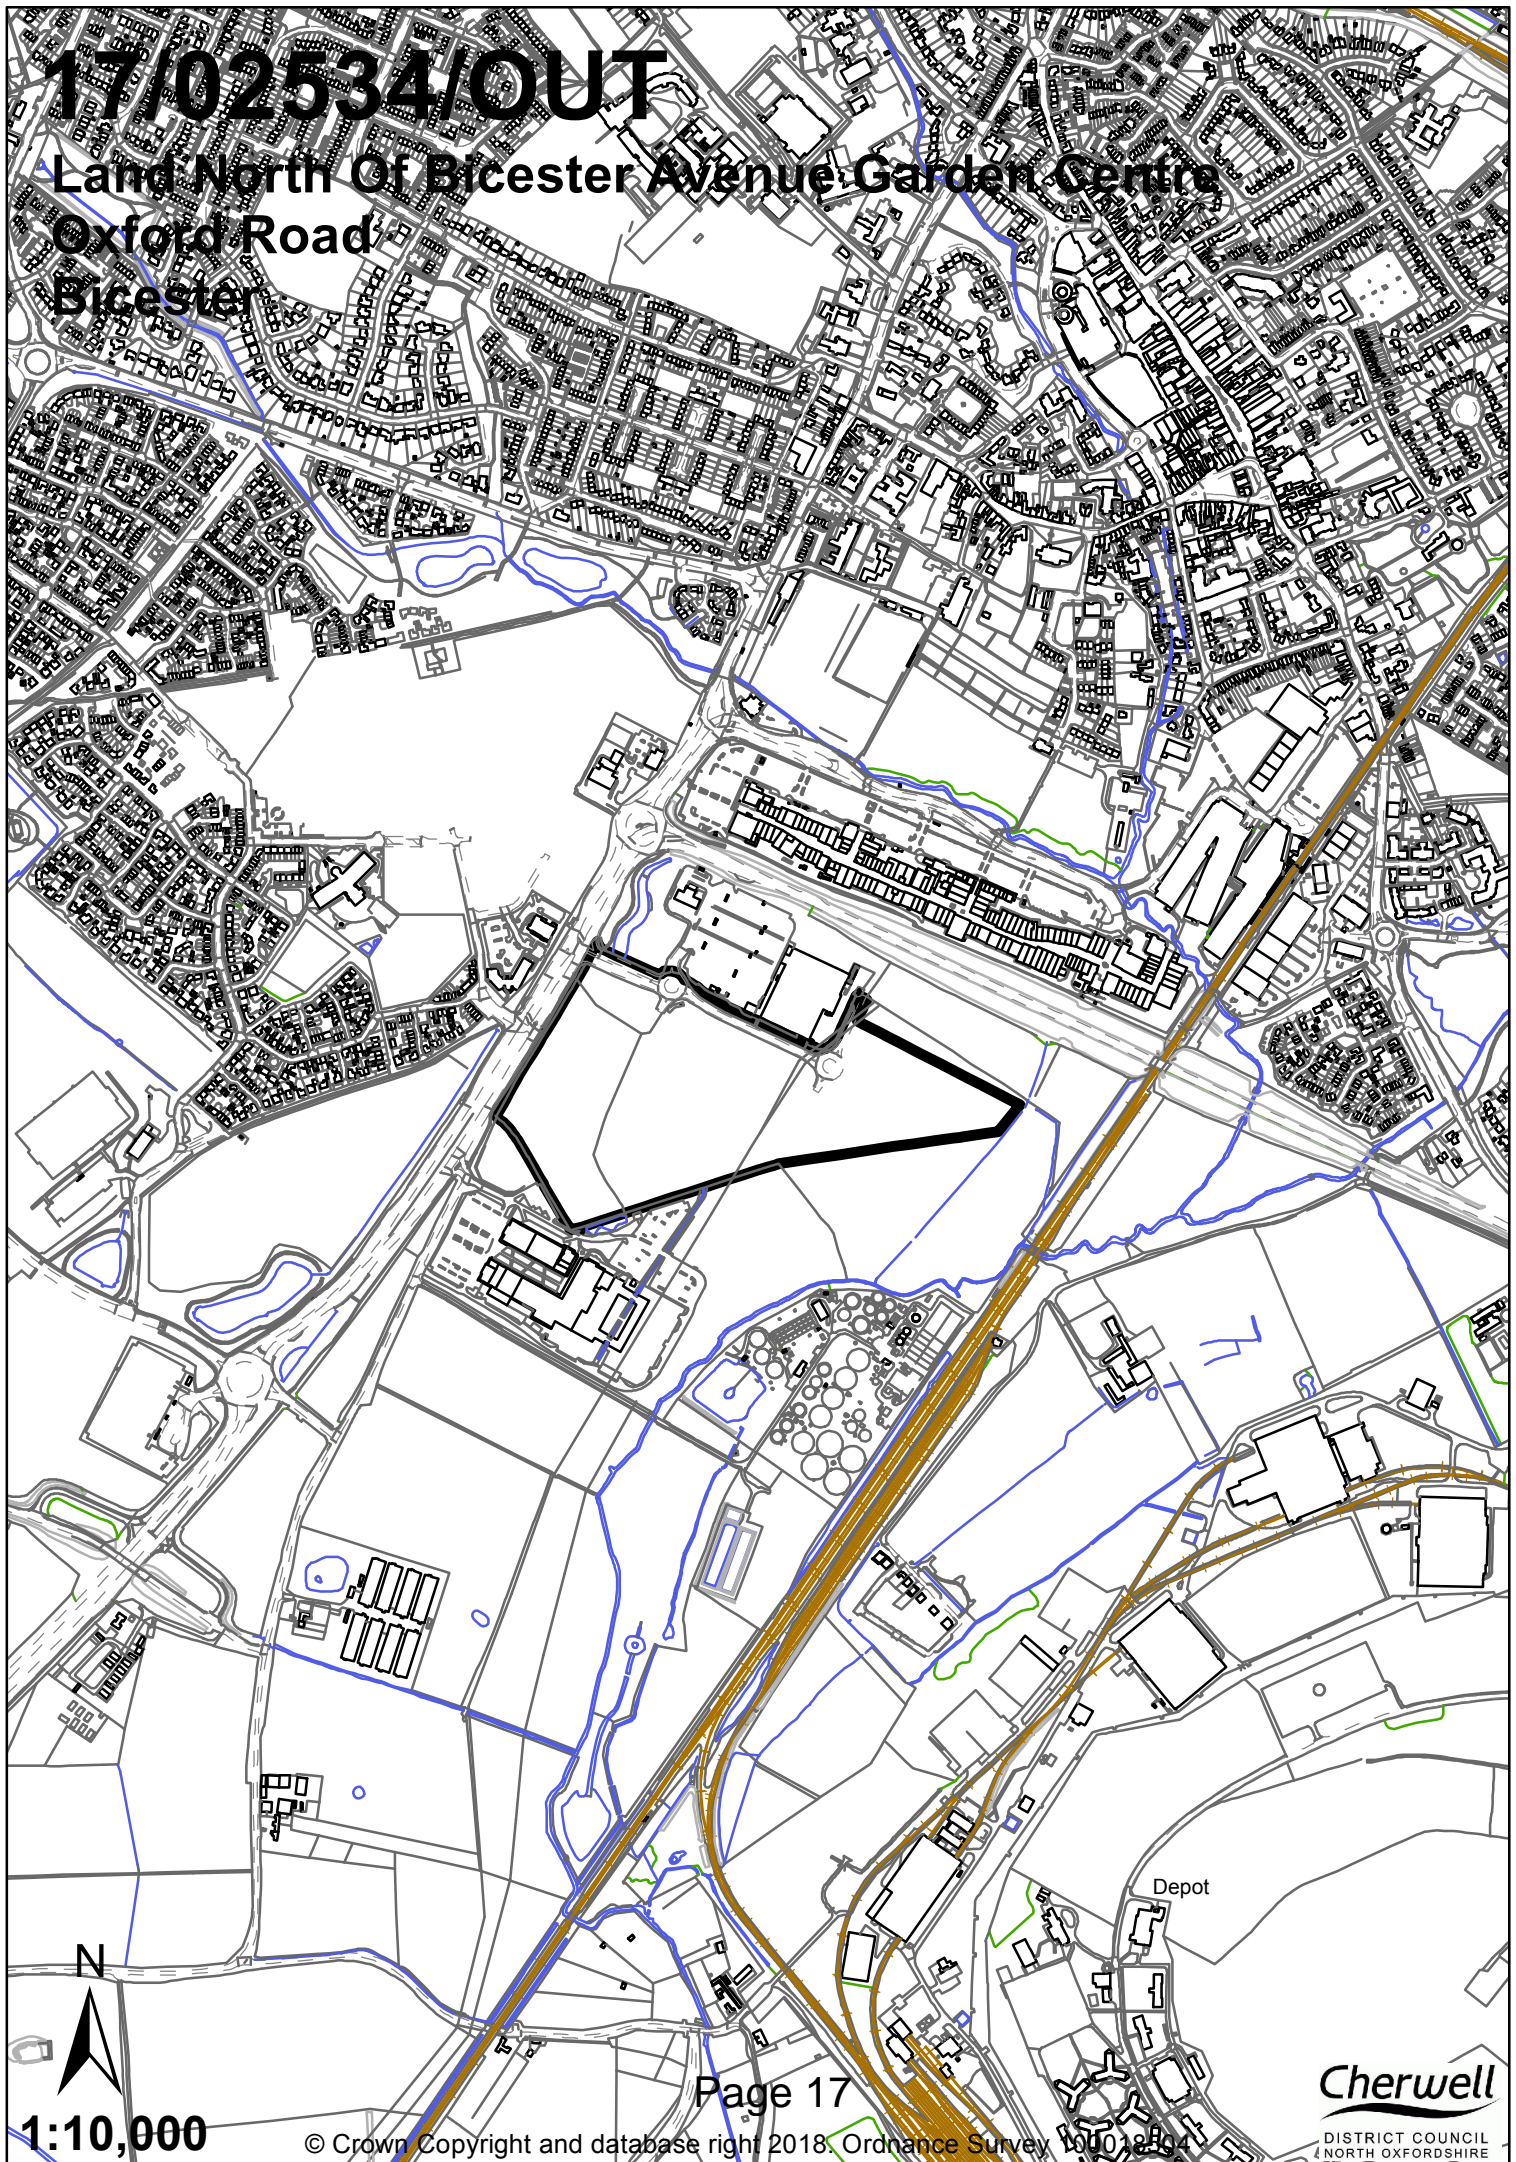 17/02534/OUT
Land North Of Bicester Avenue Garden Centre
Oxford Road
Bicester
Depot
N
Page 17
1:10,000
© Crown Copyright and database right 2018. Ordnance Survey 100018504
Cherwell
DISTRICT COUNCIL
NORTH OXFORDSHIRE